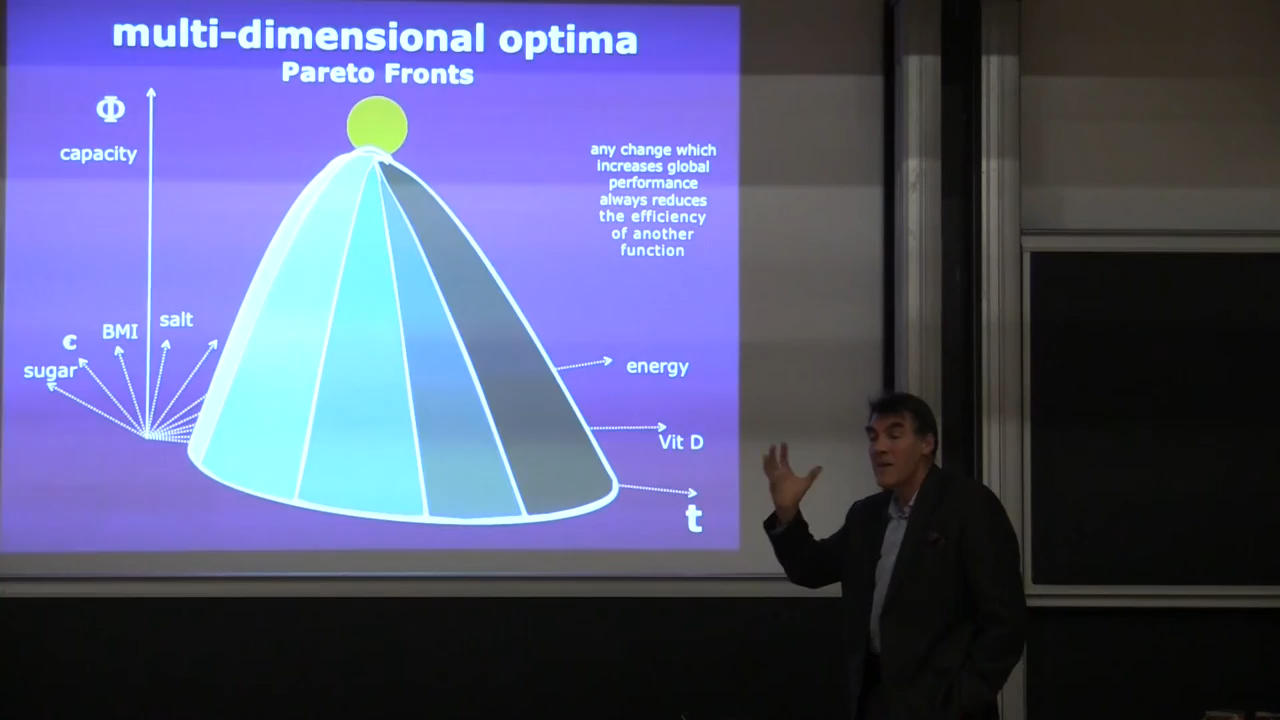 multi-dimensional optima
Pareto Fronts
Φ
capacity
any change which
increases global
performance
always reduces
the efficiency
of another
function
salt
BMI
c
sugar
energy
Vit D
t